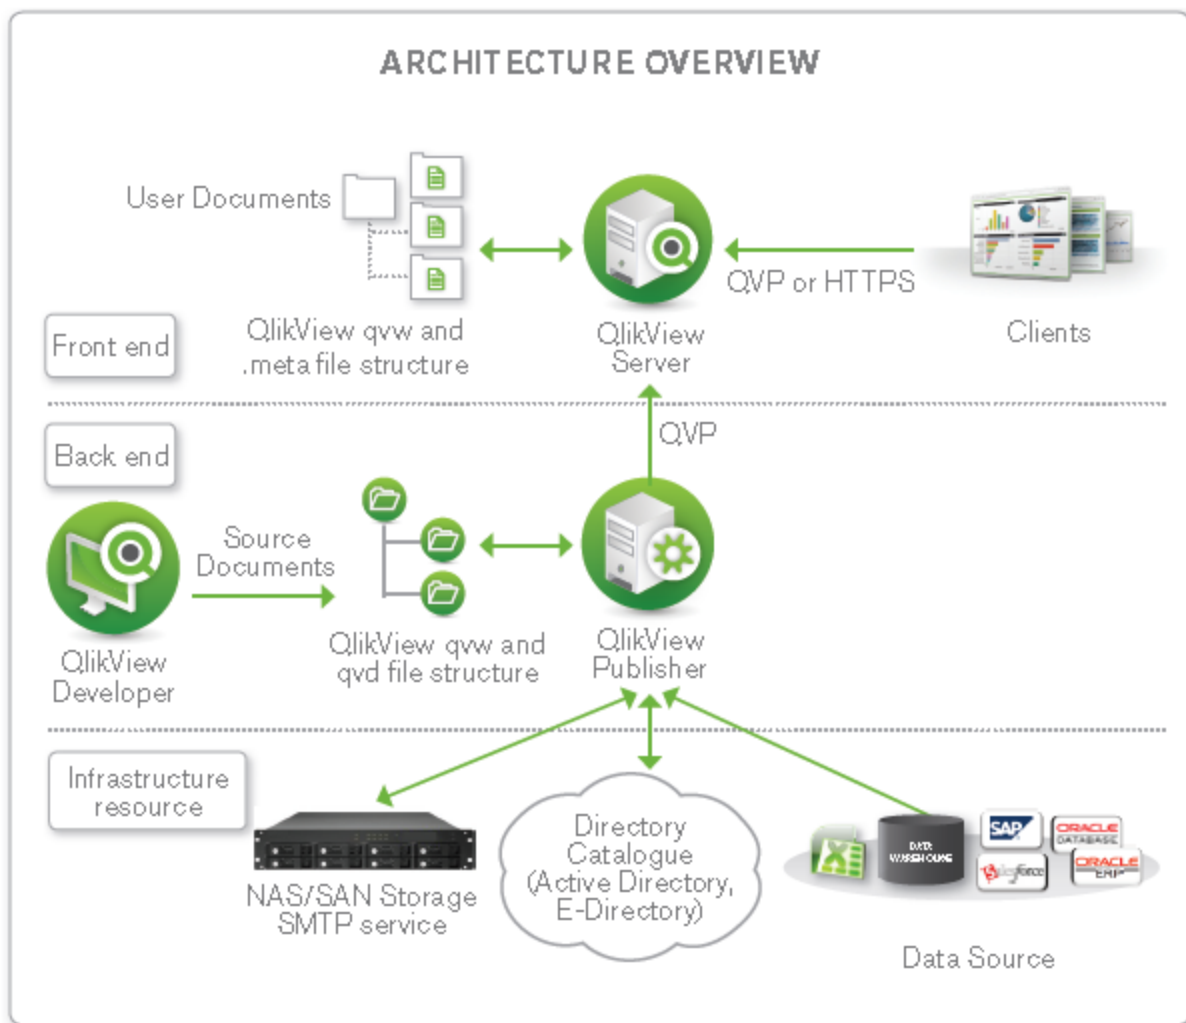 ARCHITECTURE OVERVIEW
User Documents
QlikView qvw and
.meta file structure
QlikView
Server
QVP or HTTPS
Clients
Front end
QVP
Back end
Source
Documents
QlikView
Developer
QlikView qvw and
qvd file structure
QlikView
Publisher
Infrastructure
resource
NAS/SAN Storage
SMTP service
Directory
Catalogue
(Active Directory,
E-Directory)
DATA
WAREHOUSE
SAP
ORACLE
DATABASE
salesforce
ORACLE
ERP
Data Source